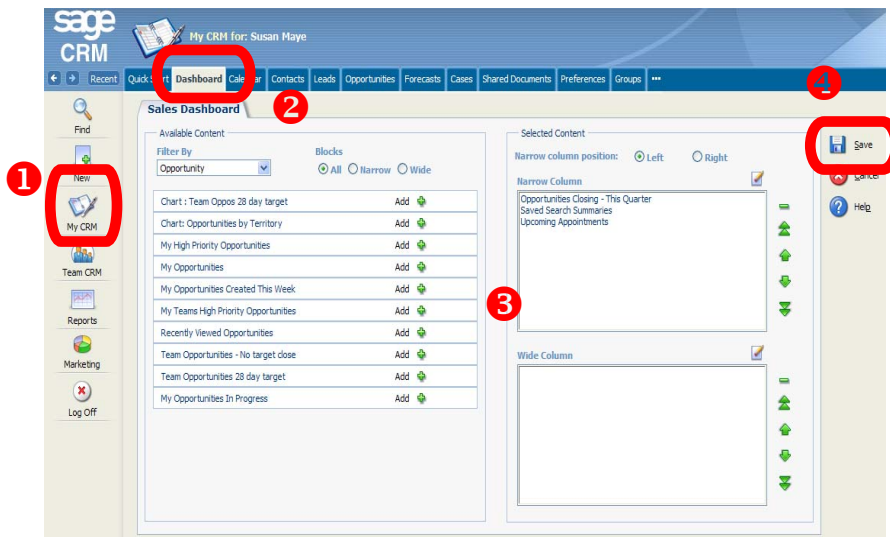 sage
CRM
My CRM for: Susan Maye
Recent Dashboard Contacts Leads Opportunities Forecasts Cases Shared Documents Preferences Groups •••
4
Sales Dashboard
2
Find
Available Content
Selected Content
Filter By
Blocks
Opportunity
All Narrow Wide
Narrow column position: Left Right
Save
Narrow Column
Cancel
1
New
Chart : Team Oppos 28 day target Add
Opportunities Closing - This Quarter
Saved Search Summaries
Upcoming Appointments
Help
My CRM
Chart: Opportunities by Territory Add
My High Priority Opportunities Add
Team CRM
My Opportunities Add
My Opportunities Created This Week Add
3
Reports
My Teams High Priority Opportunities Add
Recently Viewed Opportunities Add
Marketing
Team Opportunities - No target close Add
Wide Column
Team Opportunities 28 day target Add
Log Off
My Opportunities In Progress Add